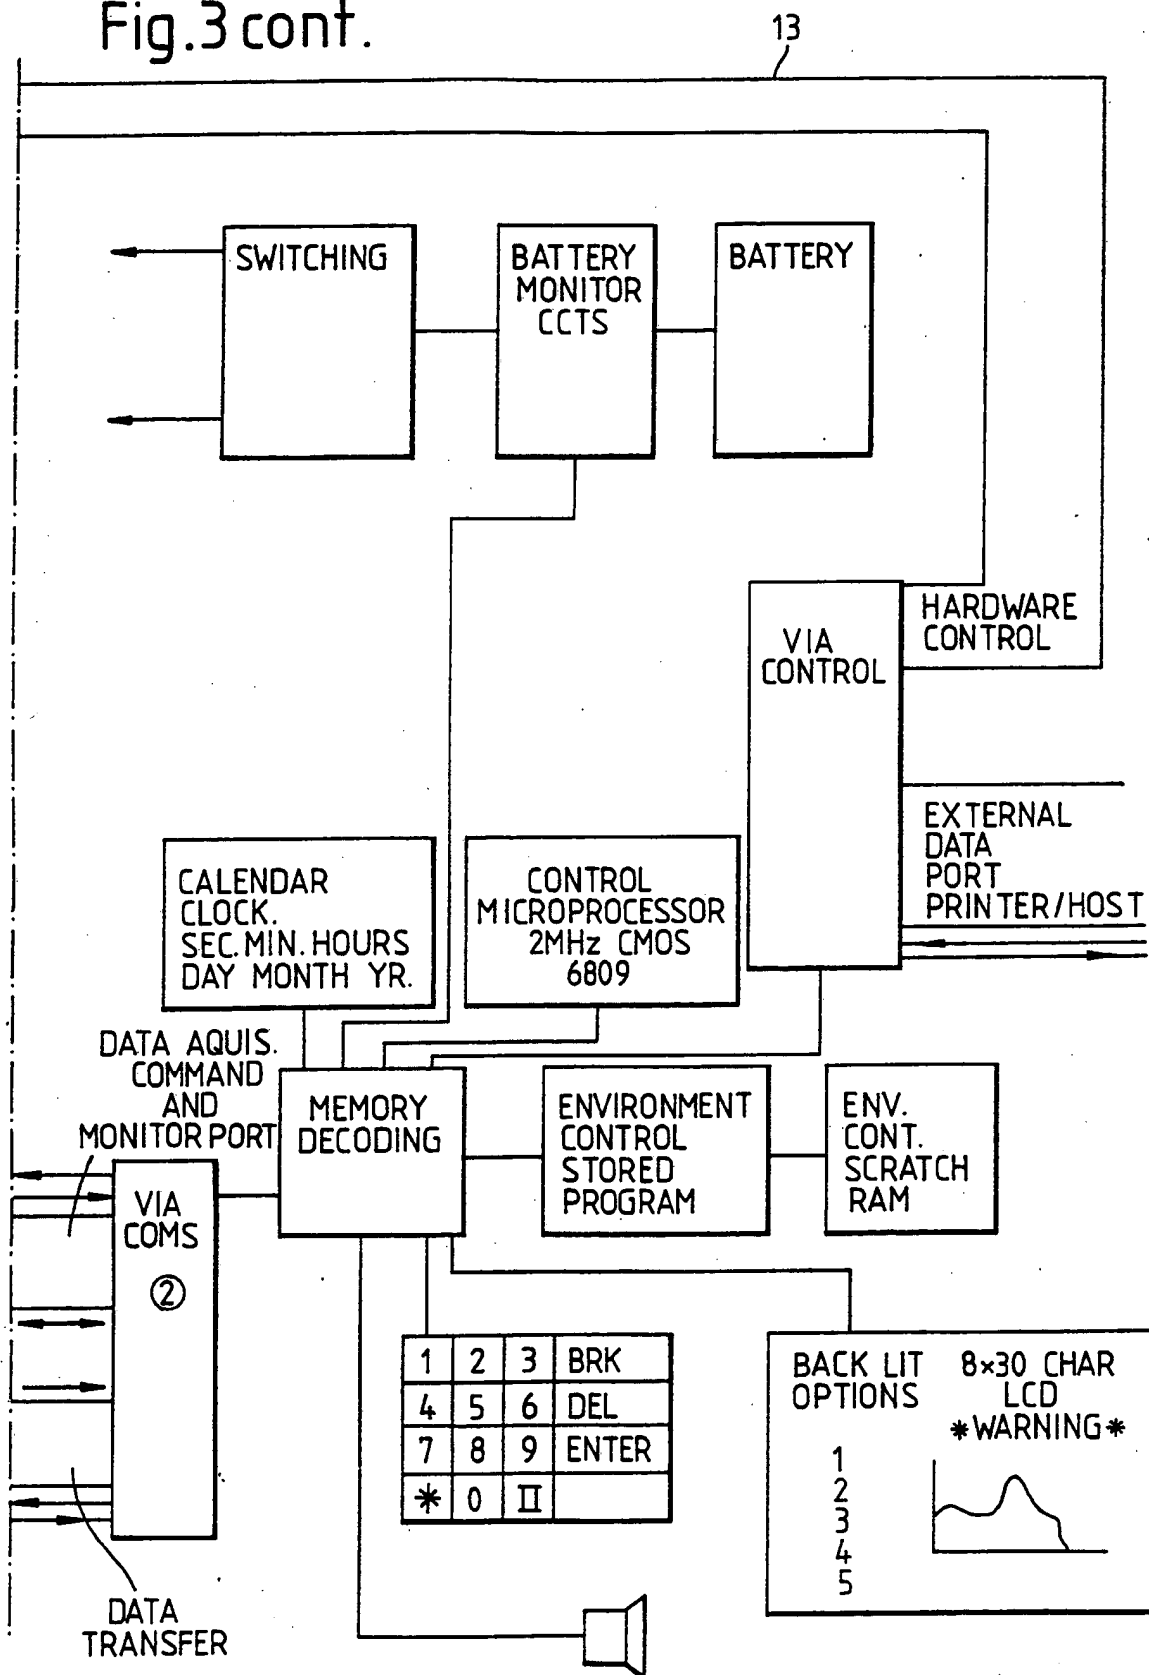 Fig.3 cont.
13
SWITCHING
BATTERY
MONITOR
CCTS
BATTERY
HARDWARE
CONTROL
VIA
CONTROL
EXTERNAL
DATA
PORT
PRINTER/HOST
CALENDAR
CLOCK.
SEC.MIN.HOURS
DAY MONTH YR.
CONTROL
MICROPROCESSOR
2MHz CMOS
6809
DATA AQUIS.
COMMAND
AND
MONITOR PORT
MEMORY
DECODING
ENVIRONMENT
CONTROL
STORED
PROGRAM
ENV.
CONT.
SCRATCH
RAM
VIA
COMS
2
1 2 3 BRK
4 5 6 DEL
7 8 9 ENTER
* 0 II
BACK LIT
OPTIONS
8×30 CHAR
LCD
*WARNING*
1
2
3
4
5
DATA
TRANSFER